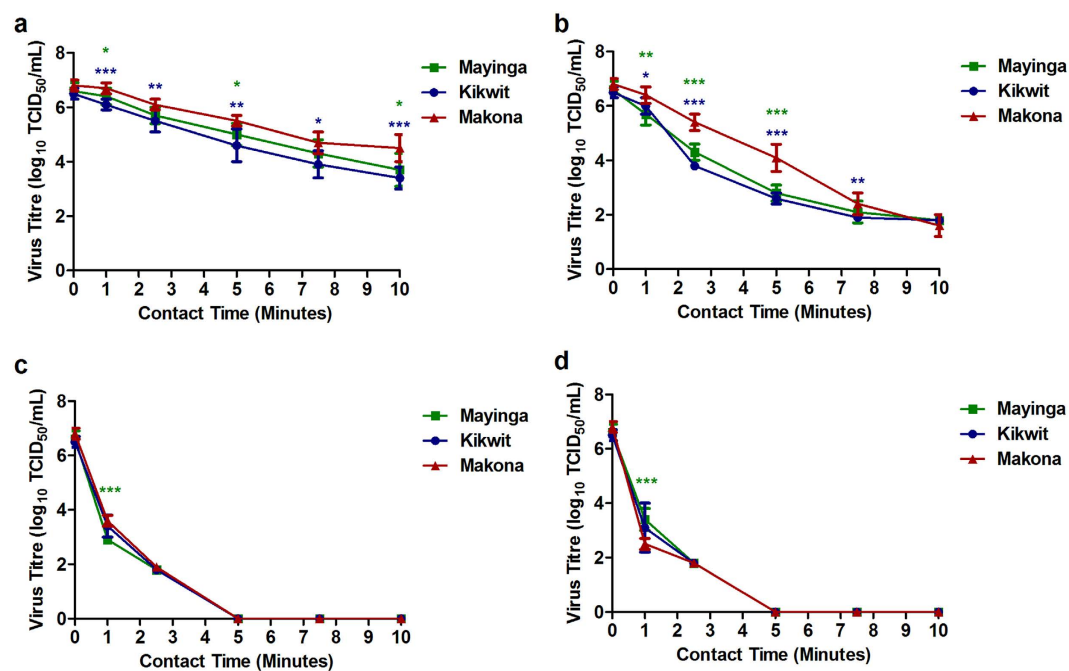 a
*
***
**
*
**
*
*
***
Virus Titre (log₁₀ TCID₅₀/mL)
8
6
4
2
0
0 1 2 3 4 5 6 7 8 9 10
Contact Time (Minutes)
Mayinga
Kikwit
Makona
b
**
*
***
***
***
***
**
Virus Titre (log₁₀ TCID₅₀/mL)
8
6
4
2
0
0 1 2 3 4 5 6 7 8 9 10
Contact Time (Minutes)
Mayinga
Kikwit
Makona
c
***
Virus Titre (log₁₀ TCID₅₀/mL)
8
6
4
2
0
0 1 2 3 4 5 6 7 8 9 10
Contact Time (Minutes)
Mayinga
Kikwit
Makona
d
***
Virus Titre (log₁₀ TCID₅₀/mL)
8
6
4
2
0
0 1 2 3 4 5 6 7 8 9 10
Contact Time (Minutes)
Mayinga
Kikwit
Makona